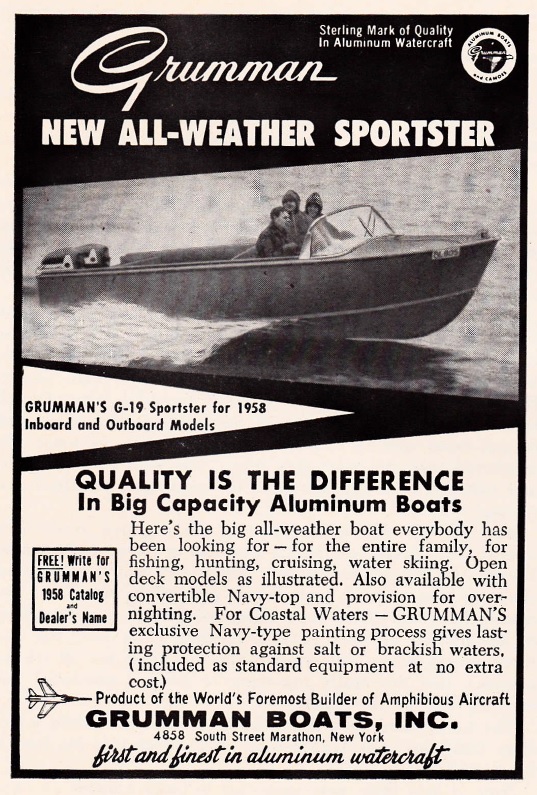 Sterling Mark of Quality
In Aluminum Watercraft
ALUMINUM BOATS
Grumman
and CANOES
Grumman
NEW ALL-WEATHER SPORTSTER
GRUMMAN'S G-19 Sportster for 1958
Inboard and Outboard Models
QUALITY IS THE DIFFERENCE
In Big Capacity Aluminum Boats
Here's the big all-weather boat everybody has
been looking for – for the entire family, for
fishing, hunting, cruising, water skiing. Open
deck models as illustrated. Also available with
convertible Navy-top and provision for over-
nighting. For Coastal Waters – GRUMMAN'S
exclusive Navy-type painting process gives last-
ing protection against salt or brackish waters,
(included as standard equipment at no extra
cost.)
FREE! Write for
GRUMMAN'S
1958 Catalog
and
Dealer's Name
Product of the World's Foremost Builder of Amphibious Aircraft
GRUMMAN BOATS, INC.
4858 South Street Marathon, New York
first and finest in aluminum watercraft